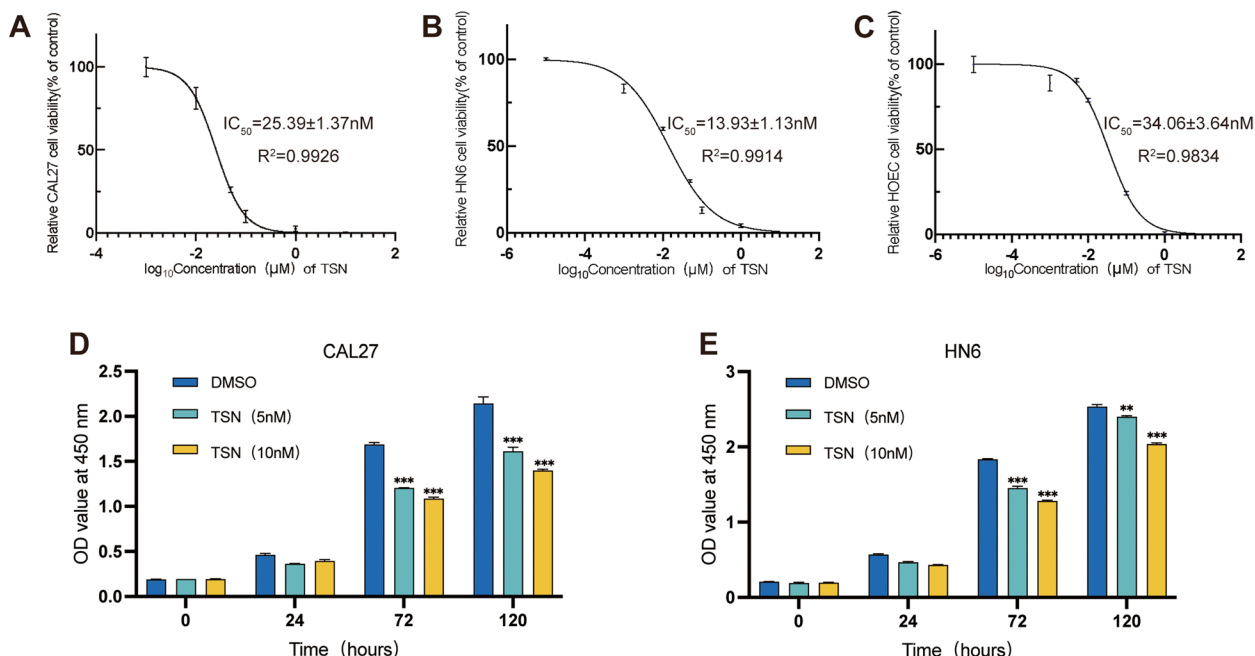 A
Relative CAL27 cell viability(% of control)
100
50
0
-4
-2
0
2
IC50=25.39±1.37nM
R2=0.9926
log10Concentration (μM) of TSN
B
Relative HN6 cell viability(% of control)
100
50
0
-6
-4
-2
0
2
IC50=13.93±1.13nM
R2=0.9914
log10Concentration (μM) of TSN
C
Relative HOEC cell viability(% of control)
100
50
0
-6
-4
-2
0
2
IC50=34.06±3.64nM
R2=0.9834
log10Concentration (μM) of TSN
D
CAL27
OD value at 450 nm
2.5
2.0
1.5
1.0
0.5
0.0
DMSO
TSN (5nM)
TSN (10nM)
***
***
***
***
0
24
72
120
Time (hours)
E
HN6
OD value at 450 nm
3
2
1
0
DMSO
TSN (5nM)
TSN (10nM)
***
***
**
***
0
24
72
120
Time (hours)